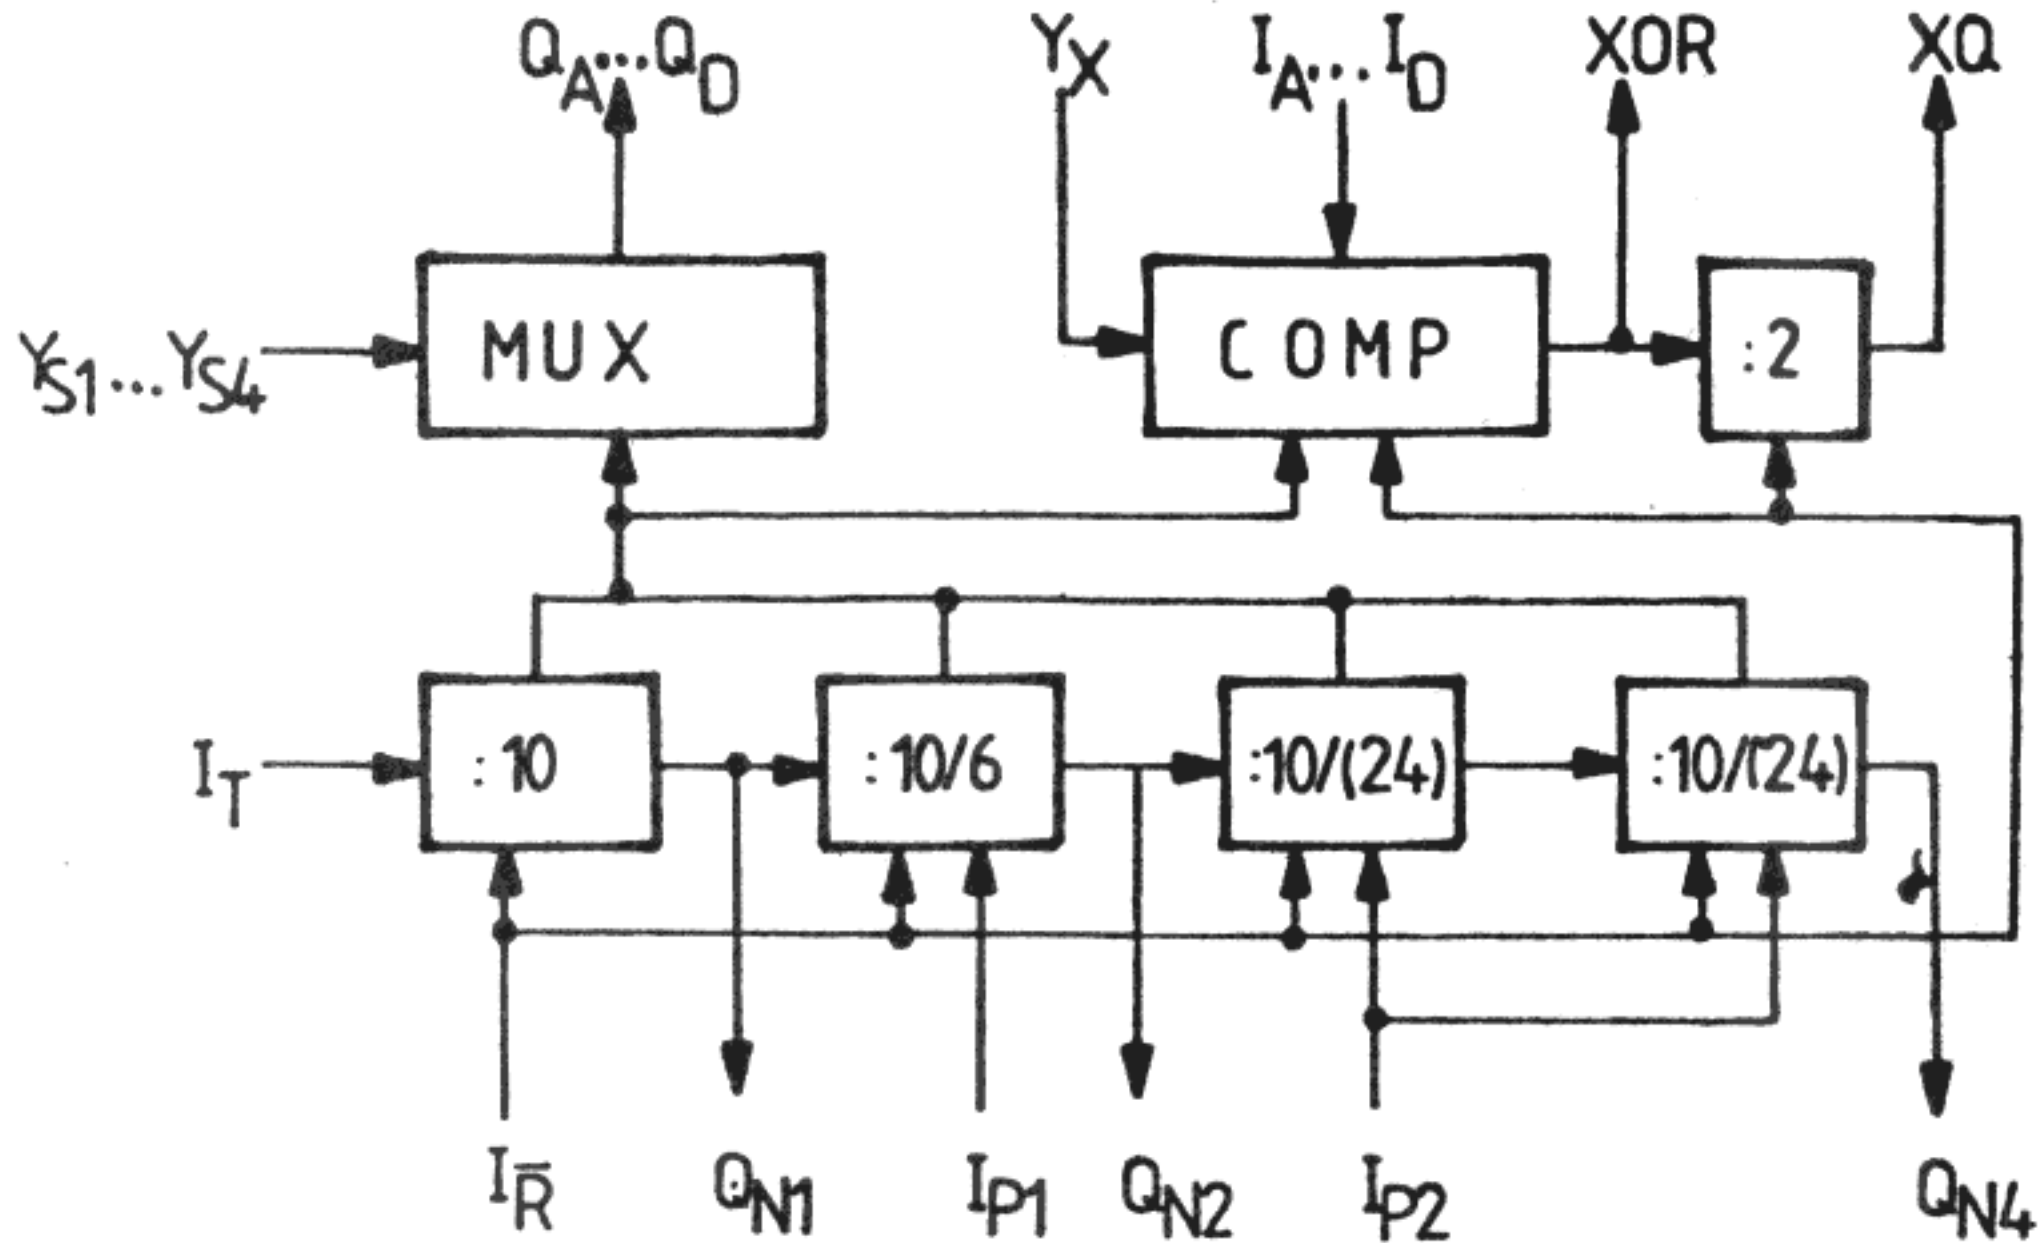 QA...QD YX IA...ID XOR XQ
YS1...YS4 MUX COMP :2
IT :10 :10/6 :10/(24) :10/(24)
IR̅ QN1 IP1 QN2 IP2 QN4